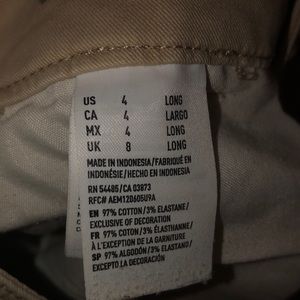 US 4 LONG
CA 4 LARGO
MX 4 LONG
UK 8 LONG
MADE IN INDONESIA/FABRIQUÉ EN
INDONÉSIE/HECHO EN INDONESIA
RN 54485/CA 03873
RFC# AEM120605U9A
EN 97% COTTON/3% ELASTANE/
EXCLUSIVE OF DECORATION
FR 97% COTON/3% ÉLASTHANNE/
À L'EXCEPTION DE LA GARNITURE
SP 97% ALGODÓN/3% ELASTANO/
EXCEPTO LA DECORACIÓN